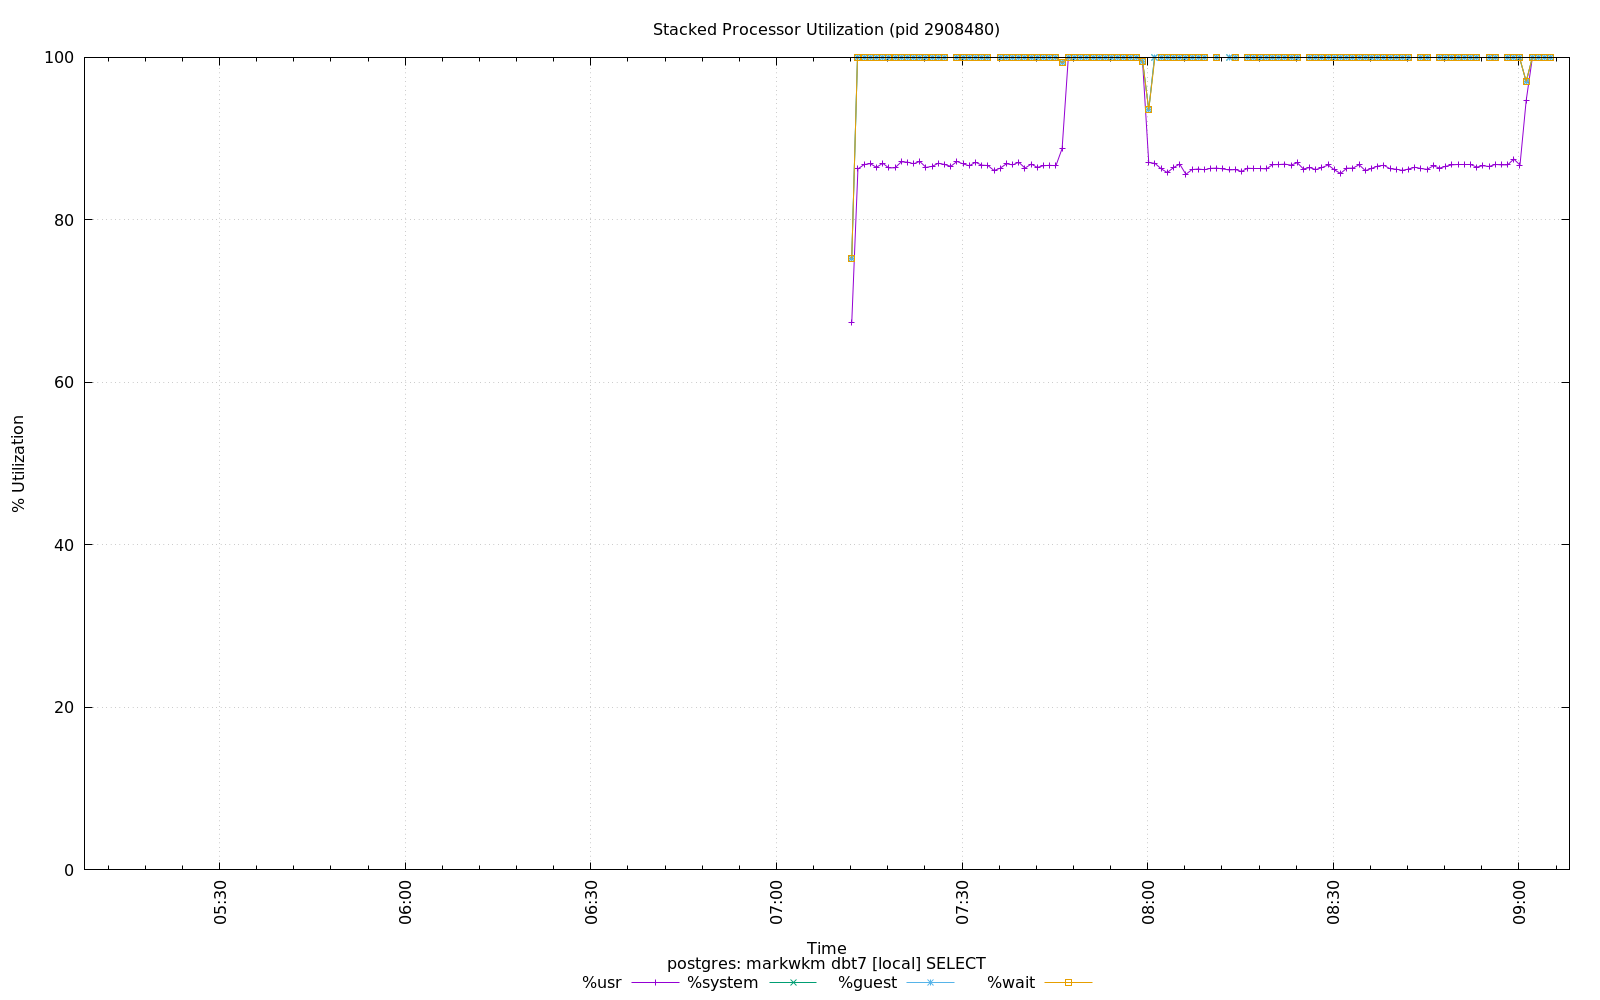 Stacked Processor Utilization (pid 2908480)
100
80
60
40
20
0
% Utilization
05:30 06:00 06:30 07:00 07:30 08:00 08:30 09:00
Time
postgres: markwkm dbt7 [local] SELECT
%usr %system %guest %wait